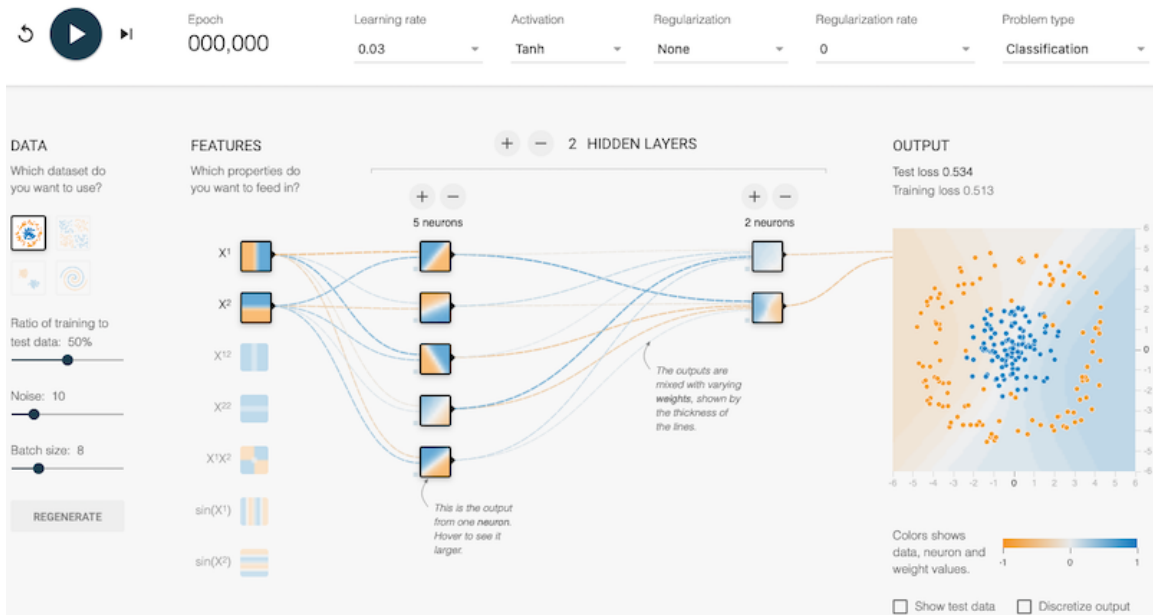 Epoch
000,000
Learning rate
0.03
Activation
Tanh
Regularization
None
Regularization rate
0
Problem type
Classification
DATA
Which dataset do
you want to use?
Ratio of training to
test data: 50%
Noise: 10
Batch size: 8
REGENERATE
FEATURES
Which properties do
you want to feed in?
X¹
X²
X¹²
X²²
X¹X²
sin(X¹)
sin(X²)
+ − 2 HIDDEN LAYERS
+ −
5 neurons
+ −
2 neurons
This is the output
from one neuron.
Hover to see it
larger.
The outputs are
mixed with varying
weights, shown by
the thickness of
the lines.
OUTPUT
Test loss 0.534
Training loss 0.513
6
5
4
3
2
1
0
-1
-2
-3
-4
-5
-6
-6 -5 -4 -3 -2 -1 0 1 2 3 4 5 6
Colors shows
data, neuron and
weight values.
-1 0 1
Show test data
Discretize output